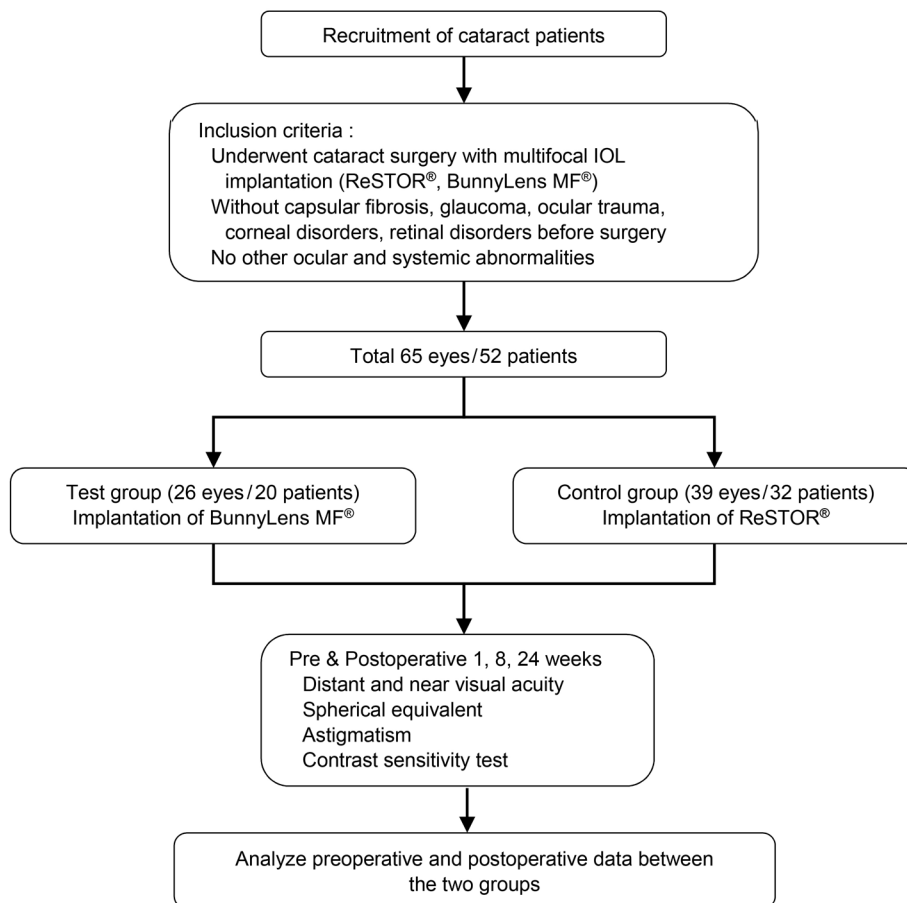 Recruitment of cataract patients
Inclusion criteria :
Underwent cataract surgery with multifocal IOL
implantation (ReSTOR®, BunnyLens MF®)
Without capsular fibrosis, glaucoma, ocular trauma,
corneal disorders, retinal disorders before surgery
No other ocular and systemic abnormalities
Total 65 eyes/52 patients
Test group (26 eyes/20 patients)
Implantation of BunnyLens MF®
Control group (39 eyes/32 patients)
Implantation of ReSTOR®
Pre & Postoperative 1, 8, 24 weeks
Distant and near visual acuity
Spherical equivalent
Astigmatism
Contrast sensitivity test
Analyze preoperative and postoperative data between
the two groups